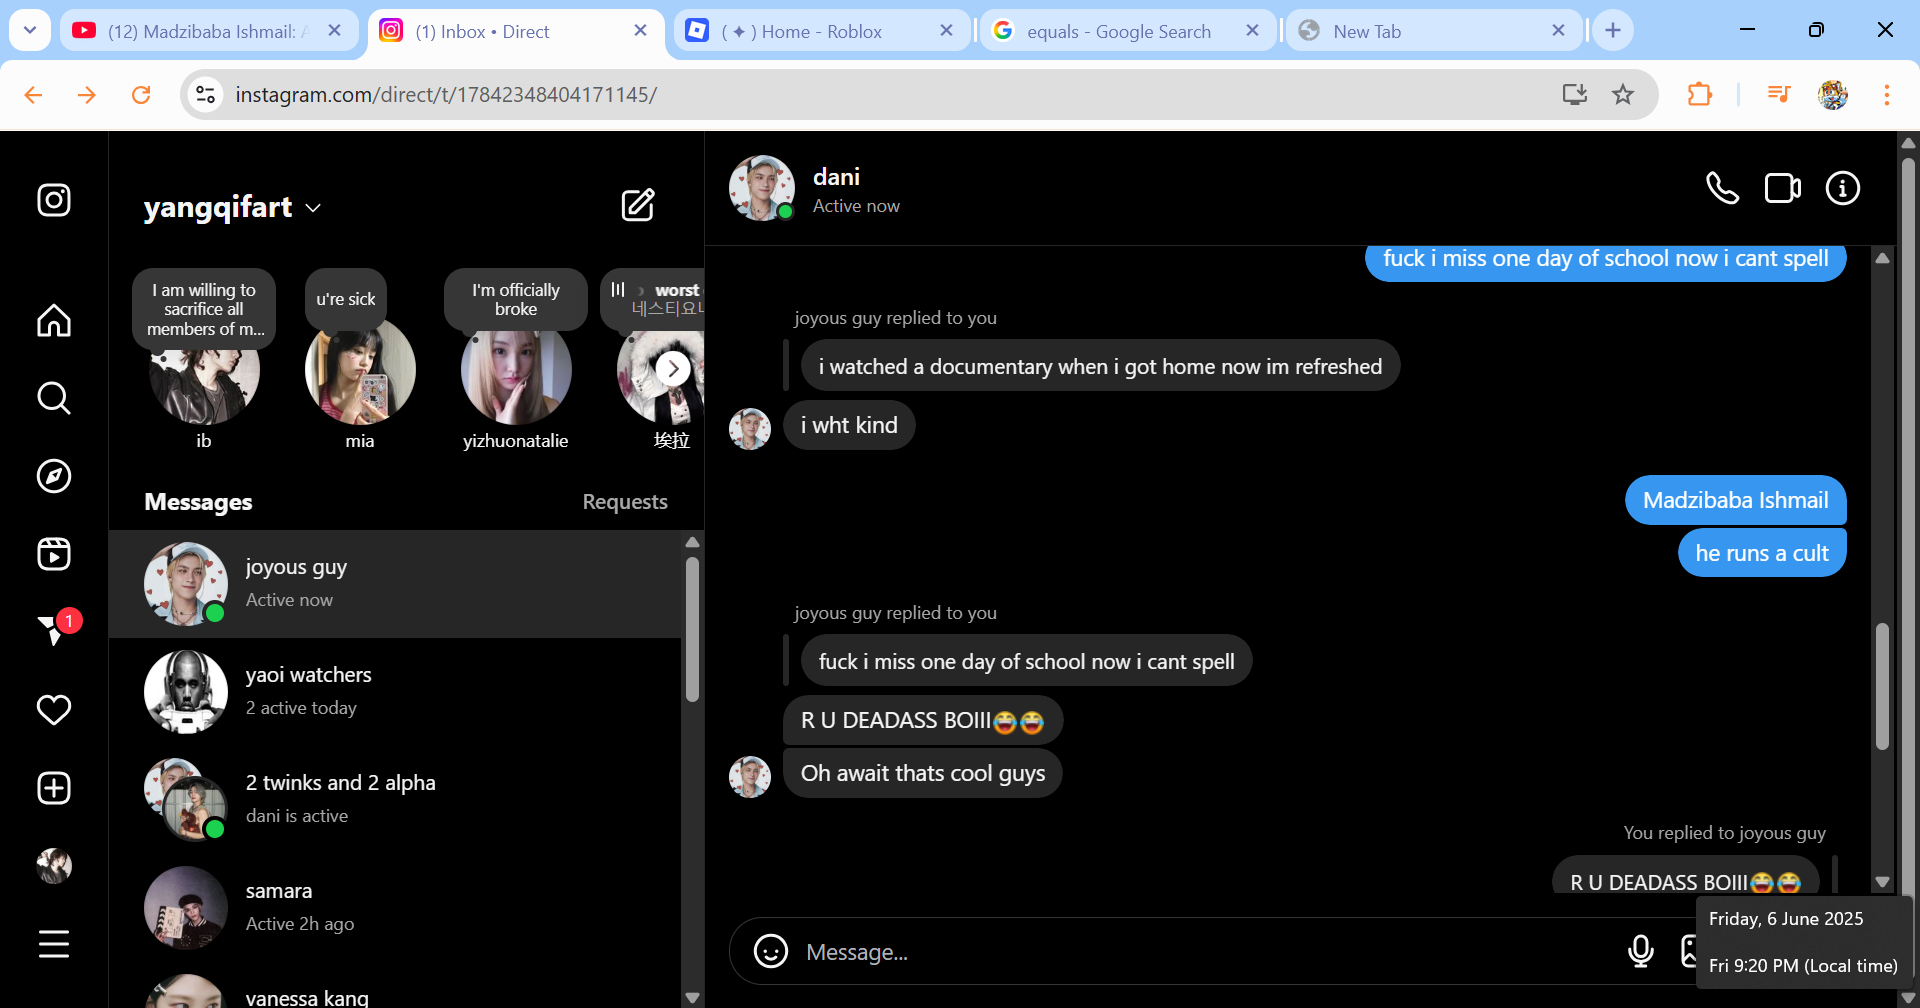 (12) Madzibaba Ishmail:
(1) Inbox • Direct
( ✦ ) Home - Roblox
equals - Google Search
New Tab
instagram.com/direct/t/17842348404171145/
yangqifart
I am willing to
sacrifice all
members of m...
u're sick
I'm officially
broke
worst
네스티요
ib
mia
yizhuonatalie
埃拉
Messages
Requests
joyous guy
Active now
yaoi watchers
2 active today
2 twinks and 2 alpha
dani is active
samara
Active 2h ago
vanessa kang
1
dani
Active now
fuck i miss one day of school now i cant spell
joyous guy replied to you
i watched a documentary when i got home now im refreshed
i wht kind
Madzibaba Ishmail
he runs a cult
joyous guy replied to you
fuck i miss one day of school now i cant spell
R U DEADASS BOIII😂😂
Oh await thats cool guys
You replied to joyous guy
R U DEADASS BOIII😂😂
Message...
Friday, 6 June 2025
Fri 9:20 PM (Local time)